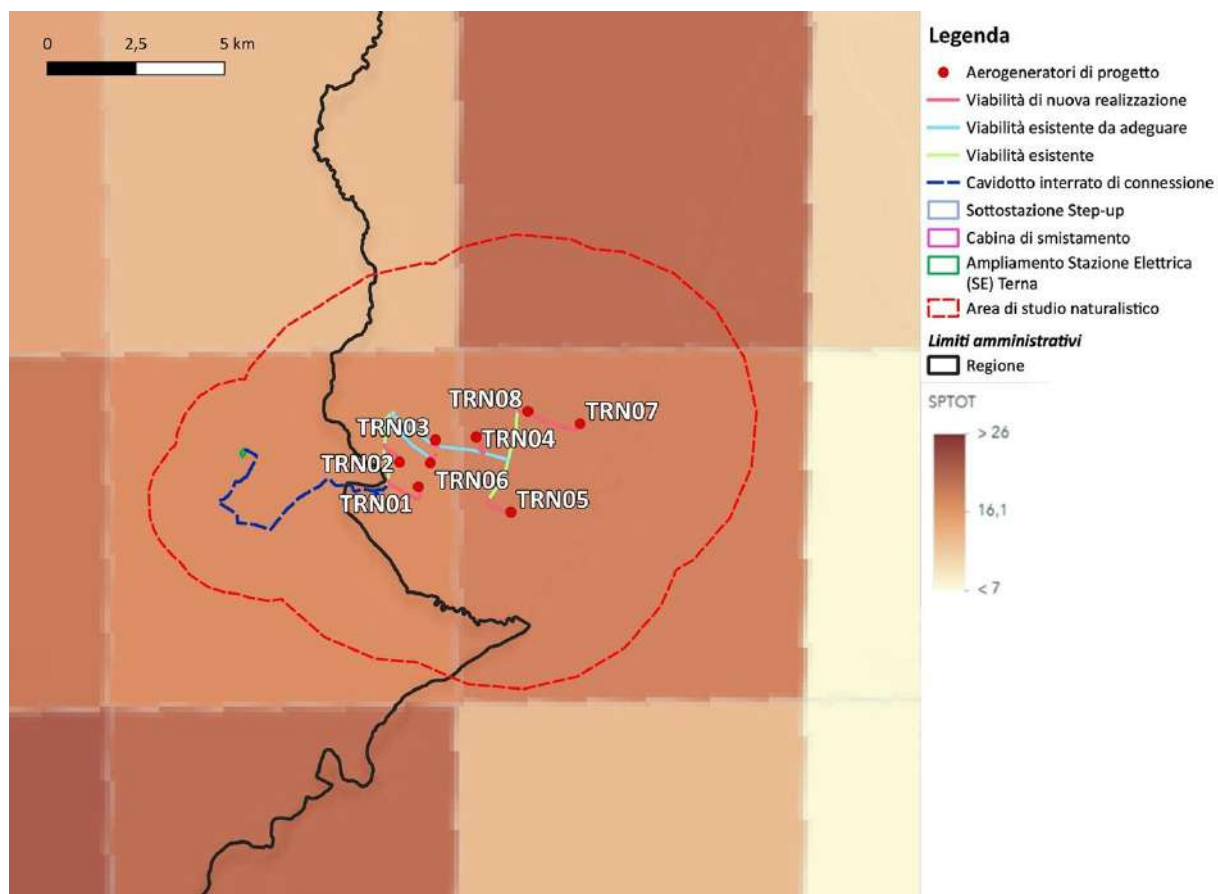 0 2,5 5 km
TRN08
TRN07
TRN03
TRN04
TRN02
TRN06
TRN01
TRN05
Legenda
Aerogeneratori di progetto
Viabilità di nuova realizzazione
Viabilità esistente da adeguare
Viabilità esistente
Cavidotto interrato di connessione
Sottostazione Step-up
Cabina di smistamento
Ampliamento Stazione Elettrica
(SE) Terna
Area di studio naturalistico
Limiti amministrativi
Regione
SPTOT
> 26
16,1
< 7